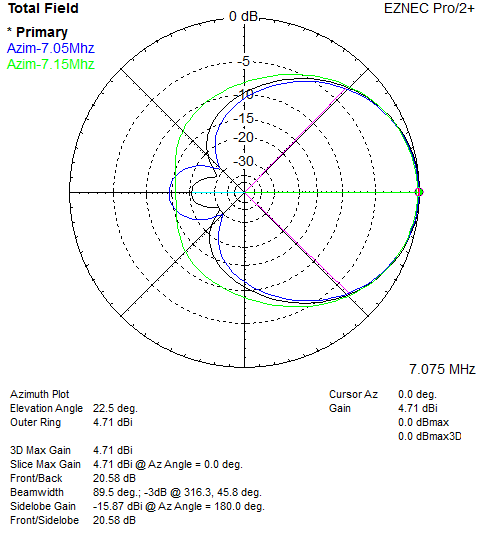 Total Field
EZNEC Pro/2+
* Primary
Azim-7.05Mhz
Azim-7.15Mhz
0 dB
-5
-10
-15
-20
-30
7.075 MHz
Azimuth Plot
Elevation Angle 22.5 deg.
Outer Ring 4.71 dBi
Cursor Az 0.0 deg.
Gain 4.71 dBi
0.0 dBmax
0.0 dBmax3D
3D Max Gain 4.71 dBi
Slice Max Gain 4.71 dBi @ Az Angle = 0.0 deg.
Front/Back 20.58 dB
Beamwidth 89.5 deg.; -3dB @ 316.3, 45.8 deg.
Sidelobe Gain -15.87 dBi @ Az Angle = 180.0 deg.
Front/Sidelobe 20.58 dB